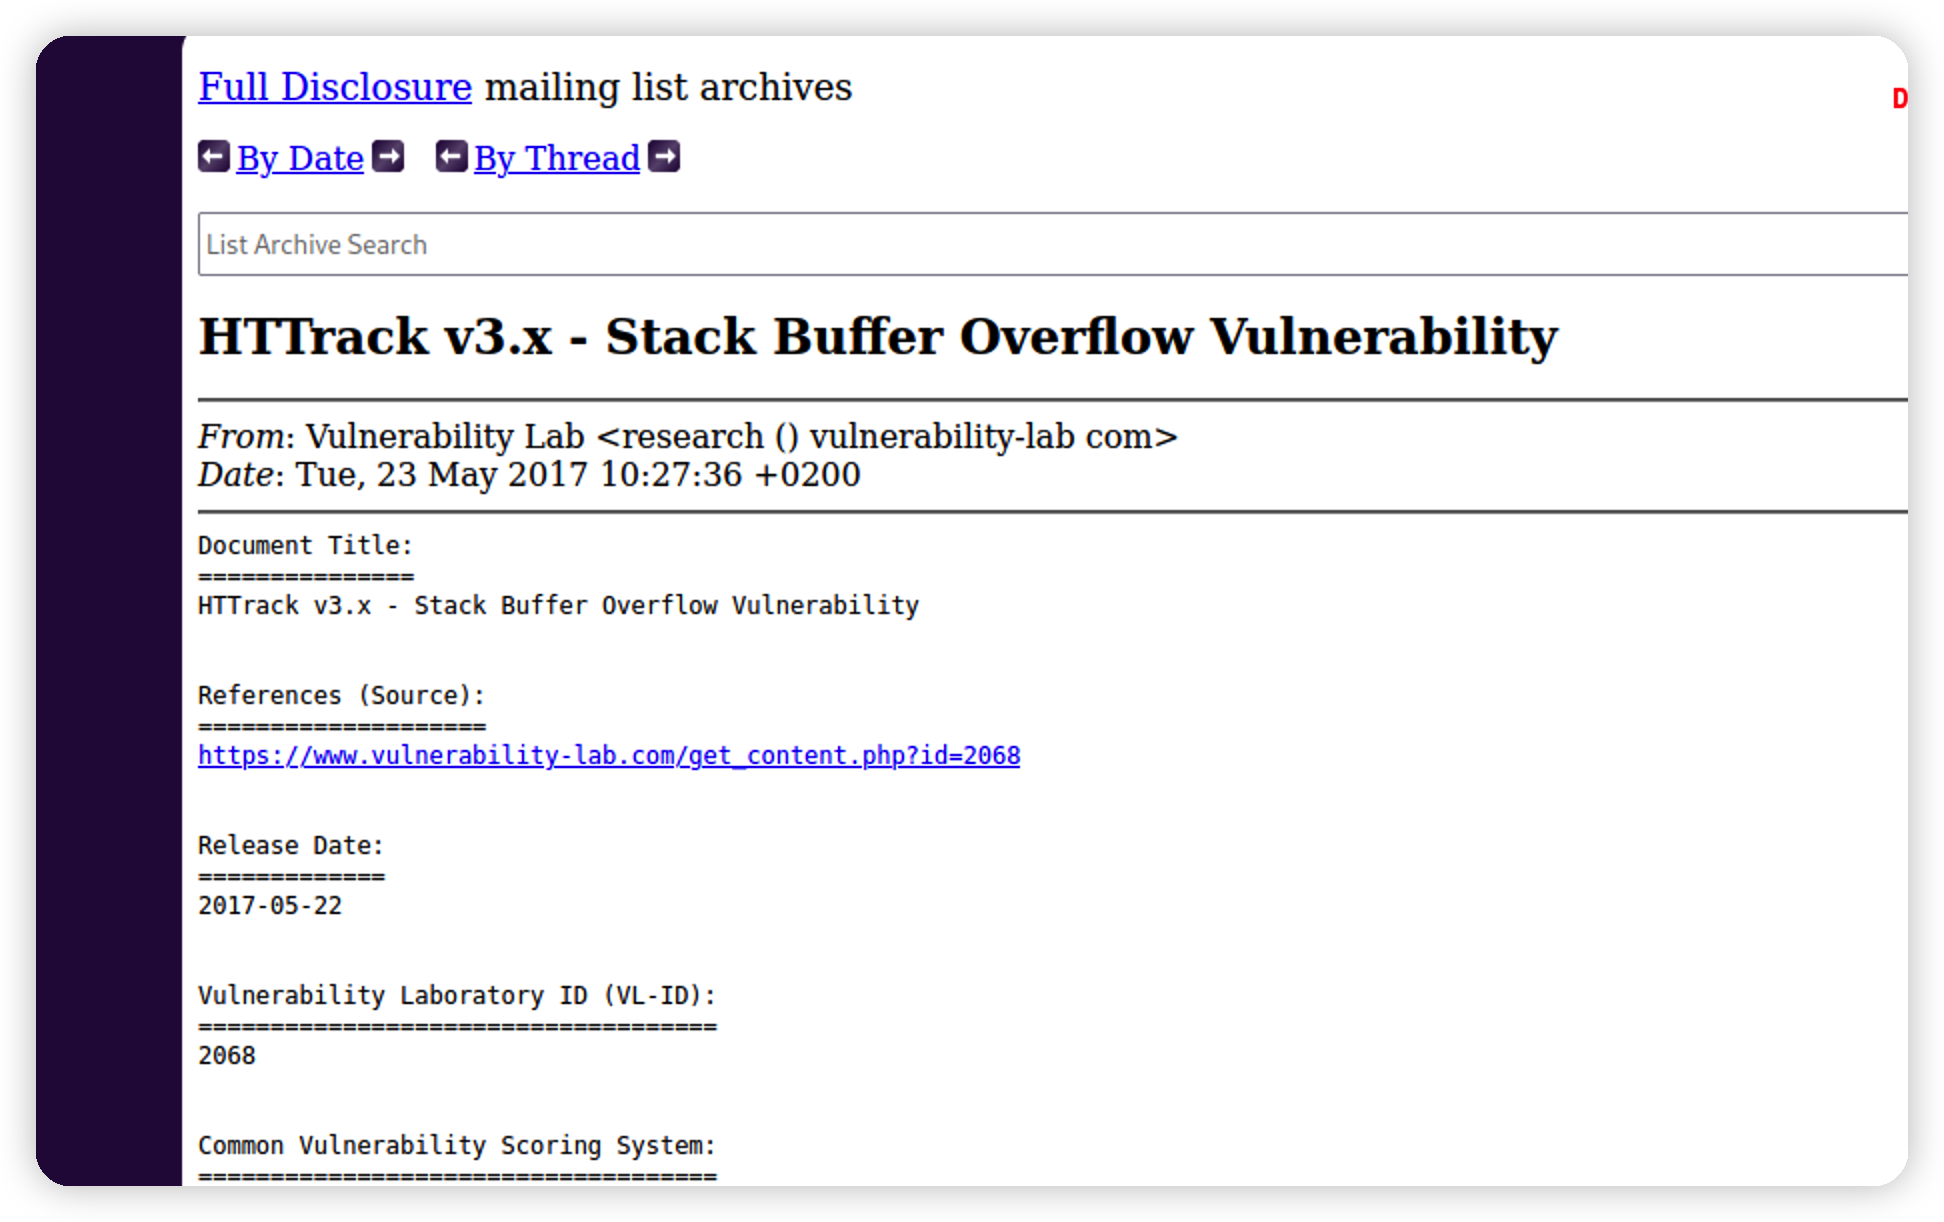 Full Disclosure mailing list archives
D
By Date By Thread
List Archive Search
HTTrack v3.x - Stack Buffer Overflow Vulnerability
From: Vulnerability Lab <research () vulnerability-lab com>
Date: Tue, 23 May 2017 10:27:36 +0200
Document Title:
===============
HTTrack v3.x - Stack Buffer Overflow Vulnerability
References (Source):
====================
https://www.vulnerability-lab.com/get_content.php?id=2068
Release Date:
=============
2017-05-22
Vulnerability Laboratory ID (VL-ID):
====================================
2068
Common Vulnerability Scoring System:
====================================